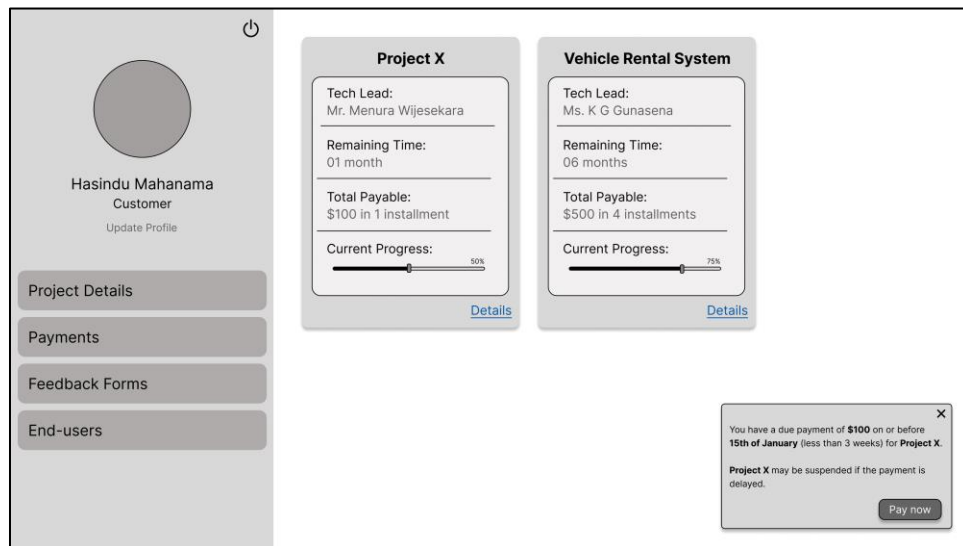 Hasindu Mahanama
Customer
Update Profile
Project Details
Payments
Feedback Forms
End-users
Project X
Tech Lead:
Mr. Menura Wijesekara
Remaining Time:
01 month
Total Payable:
$100 in 1 installment
Current Progress:
50%
Details
Vehicle Rental System
Tech Lead:
Ms. K G Gunasena
Remaining Time:
06 months
Total Payable:
$500 in 4 installments
Current Progress:
75%
Details
You have a due payment of $100 on or before
15th of January (less than 3 weeks) for Project X.
Project X may be suspended if the payment is
delayed.
Pay now